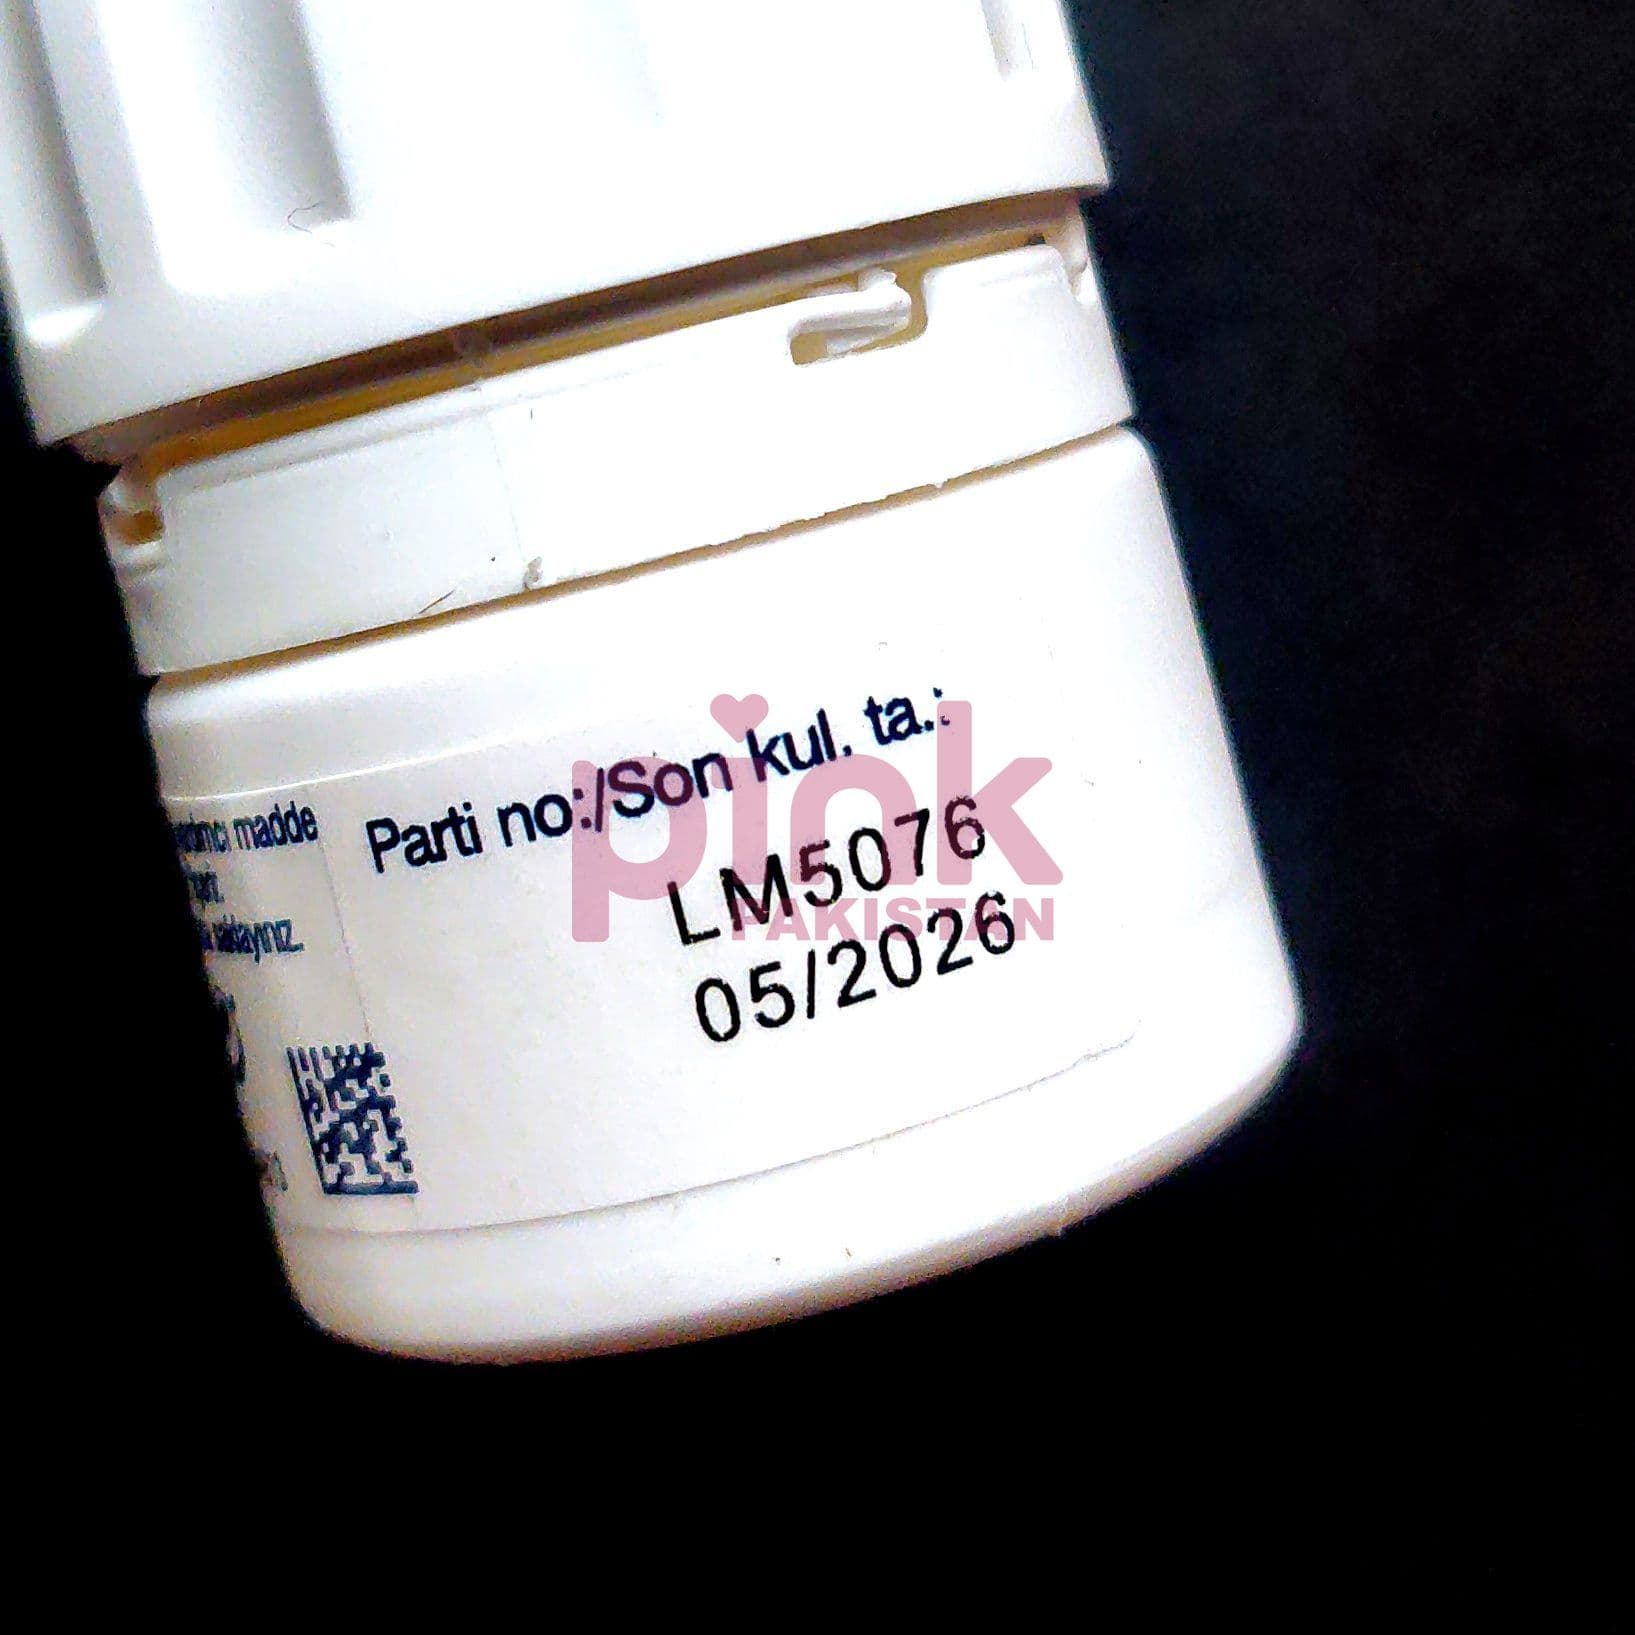 madde
Parti no:/Son kul. ta.:
LM5076
05/2026
pink
PAKISTAN